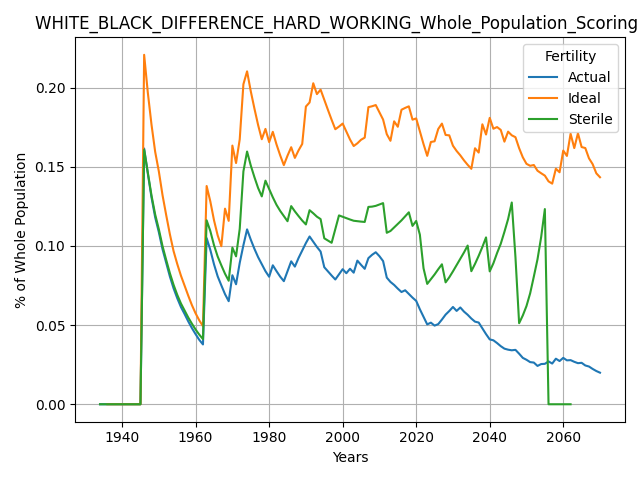 WHITE_BLACK_DIFFERENCE_HARD_WORKING_Whole_Population_Scoring
Fertility
Actual
Ideal
Sterile
% of Whole Population
0.20
0.15
0.10
0.05
0.00
1940 1960 1980 2000 2020 2040 2060
Years